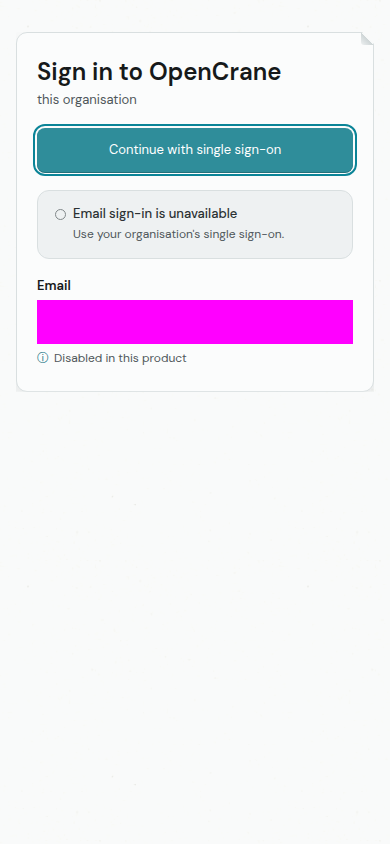 Sign in to OpenCrane
this organisation
Continue with single sign-on
Email sign-in is unavailable
Use your organisation's single sign-on.
Email
Disabled in this product